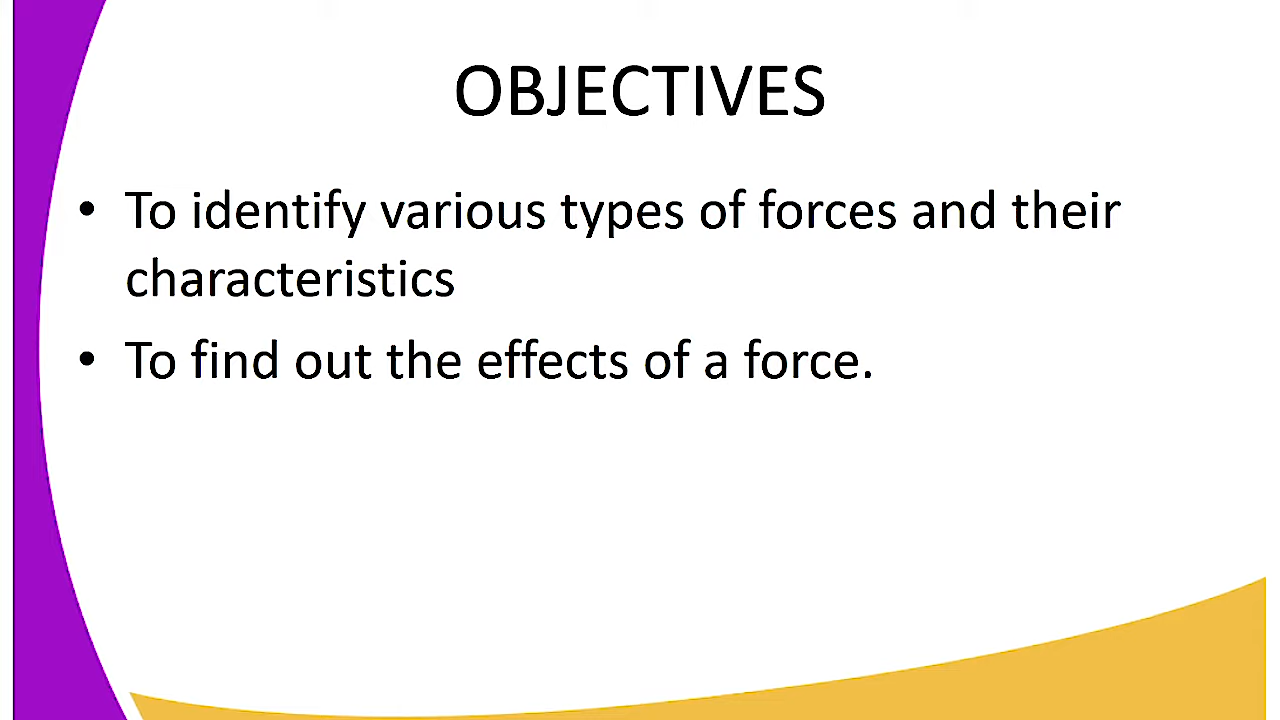 OBJECTIVES
• To identify various types of forces and their
characteristics
• To find out the effects of a force.